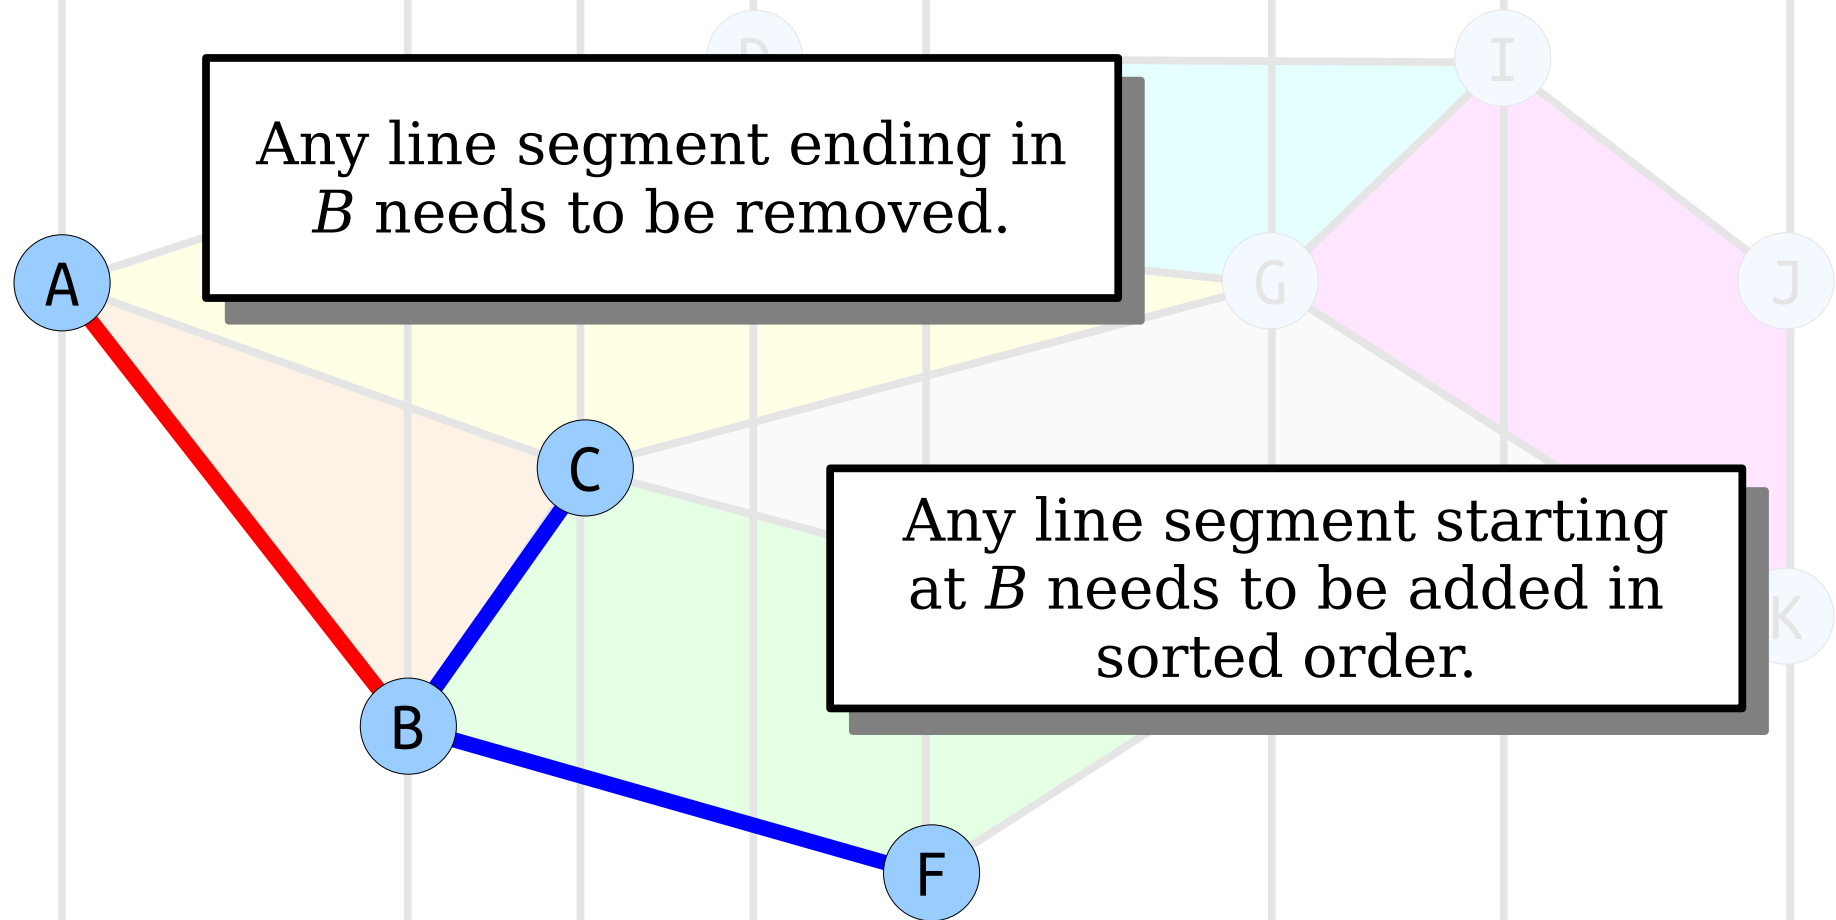 D
I
Any line segment ending in
B needs to be removed.
A
G
J
C
Any line segment starting
at B needs to be added in
sorted order.
K
B
F